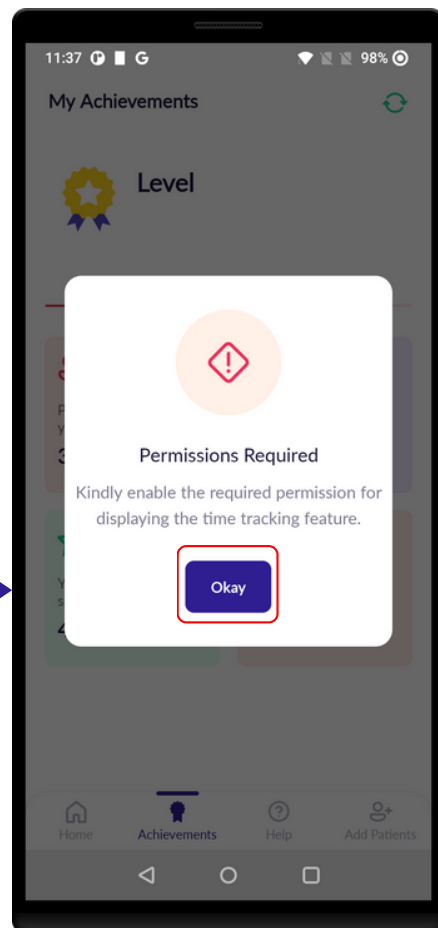 11:37 G 98%
My Achievements
Level
Permissions Required
Kindly enable the required permission for
displaying the time tracking feature.
Okay
Home Achievements Help Add Patients